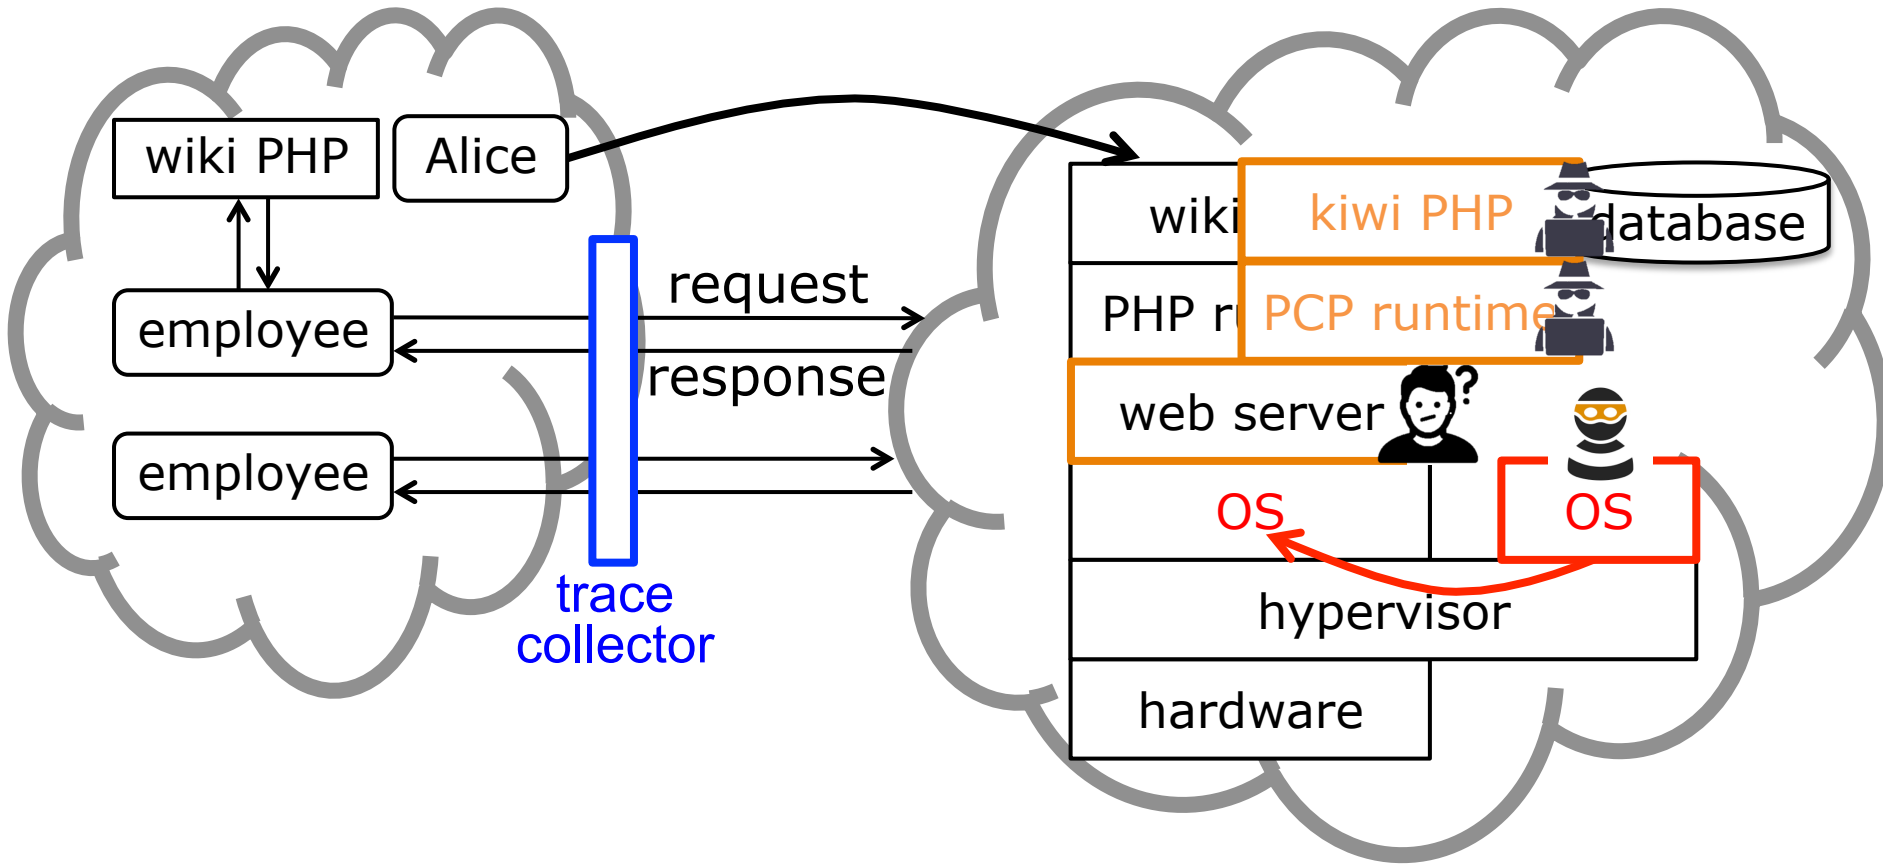 wiki PHP
Alice
employee
employee
request
response
trace
collector
wiki
kiwi PHP
database
PHP ru
PCP runtime
web server
?
OS
OS
hypervisor
hardware